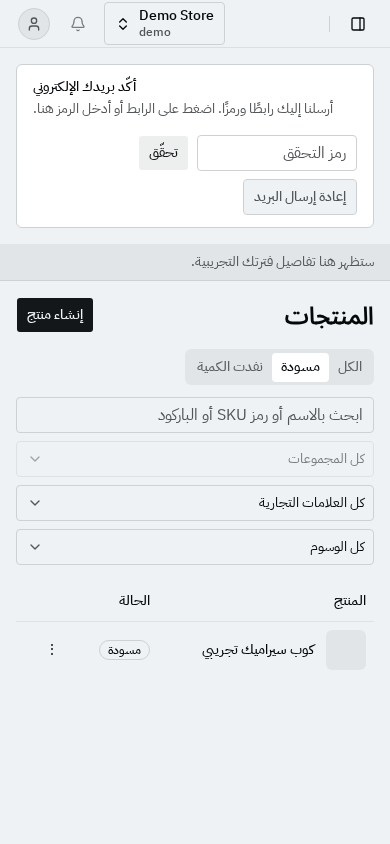 Demo Store
demo
أكّد بريدك الإلكتروني
أرسلنا إليك رابطًا ورمزًا. اضغط على الرابط أو أدخل الرمز هنا.
رمز التحقق
تحقّق
إعادة إرسال البريد
ستظهر هنا تفاصيل فترتك التجريبية.
المنتجات
إنشاء منتج
الكل
مسودة
نفدت الكمية
ابحث بالاسم أو رمز SKU أو الباركود
كل المجموعات
كل العلامات التجارية
كل الوسوم
المنتج
الحالة
كوب سيراميك تجريبي
مسودة